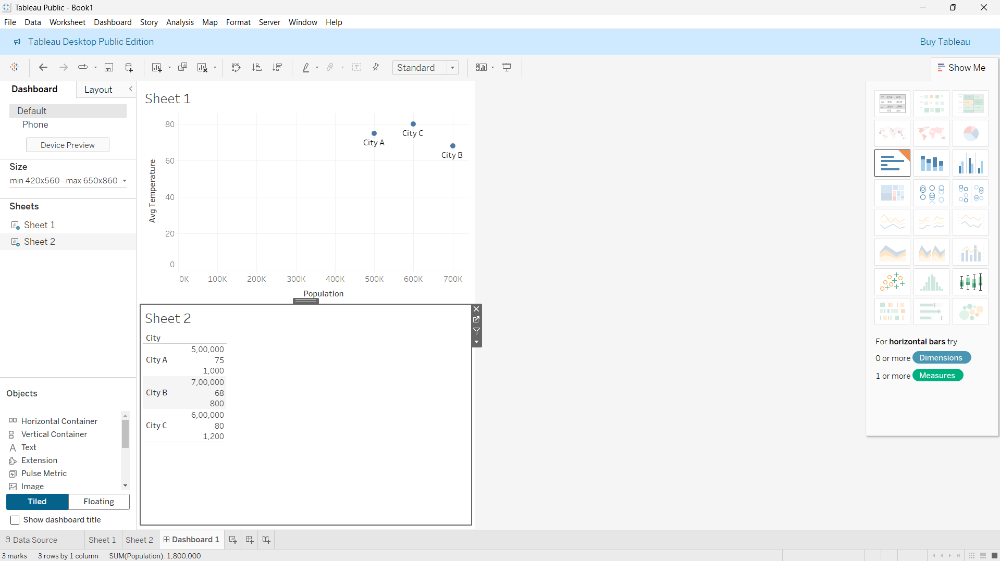 Tableau Public - Book1
File Data Worksheet Dashboard Story Analysis Map Format Server Window Help
Tableau Desktop Public Edition
Buy Tableau
Standard
Show Me
Dashboard
Layout
Default
Phone
Device Preview
Size
min 420x560 - max 650x860
Sheets
Sheet 1
Sheet 2
Objects
Horizontal Container
Vertical Container
Text
Extension
Pulse Metric
Image
Tiled
Floating
Show dashboard title
Sheet 1
Avg Temperature
80
60
40
20
0
City A
City C
City B
0K 100K 200K 300K 400K 500K 600K 700K
Population
Sheet 2
City
City A
5,00,000
75
1,000
City B
7,00,000
68
800
City C
6,00,000
80
1,200
For horizontal bars try
0 or more Dimensions
1 or more Measures
Data Source
Sheet 1
Sheet 2
Dashboard 1
3 marks
3 rows by 1 column
SUM(Population): 1,800,000